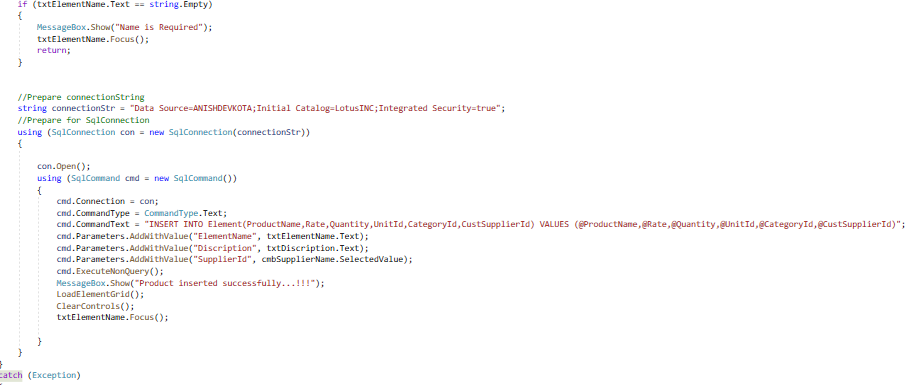 if (txtElementName.Text == string.Empty)
{
MessageBox.Show("Name is Required");
txtElementName.Focus();
return;
}
//Prepare connectionString
string connectionStr = "Data Source=ANISHDEVKOTA;Initial Catalog=LotusINC;Integrated Security=true";
//Prepare for SqlConnection
using (SqlConnection con = new SqlConnection(connectionStr))
{
con.Open();
using (SqlCommand cmd = new SqlCommand())
{
cmd.Connection = con;
cmd.CommandType = CommandType.Text;
cmd.CommandText = "INSERT INTO Element(ProductName,Rate,Quantity,UnitId,CategoryId,CustSupplierId) VALUES (@ProductName,@Rate,@Quantity,@UnitId,@CategoryId,@CustSupplierId)";
cmd.Parameters.AddWithValue("ElementName", txtElementName.Text);
cmd.Parameters.AddWithValue("Discription", txtDiscription.Text);
cmd.Parameters.AddWithValue("SupplierId", cmbSupplierName.SelectedValue);
cmd.ExecuteNonQuery();
MessageBox.Show("Product inserted successfully...!!!");
LoadElementGrid();
ClearControls();
txtElementName.Focus();
}
}
}
catch (Exception)